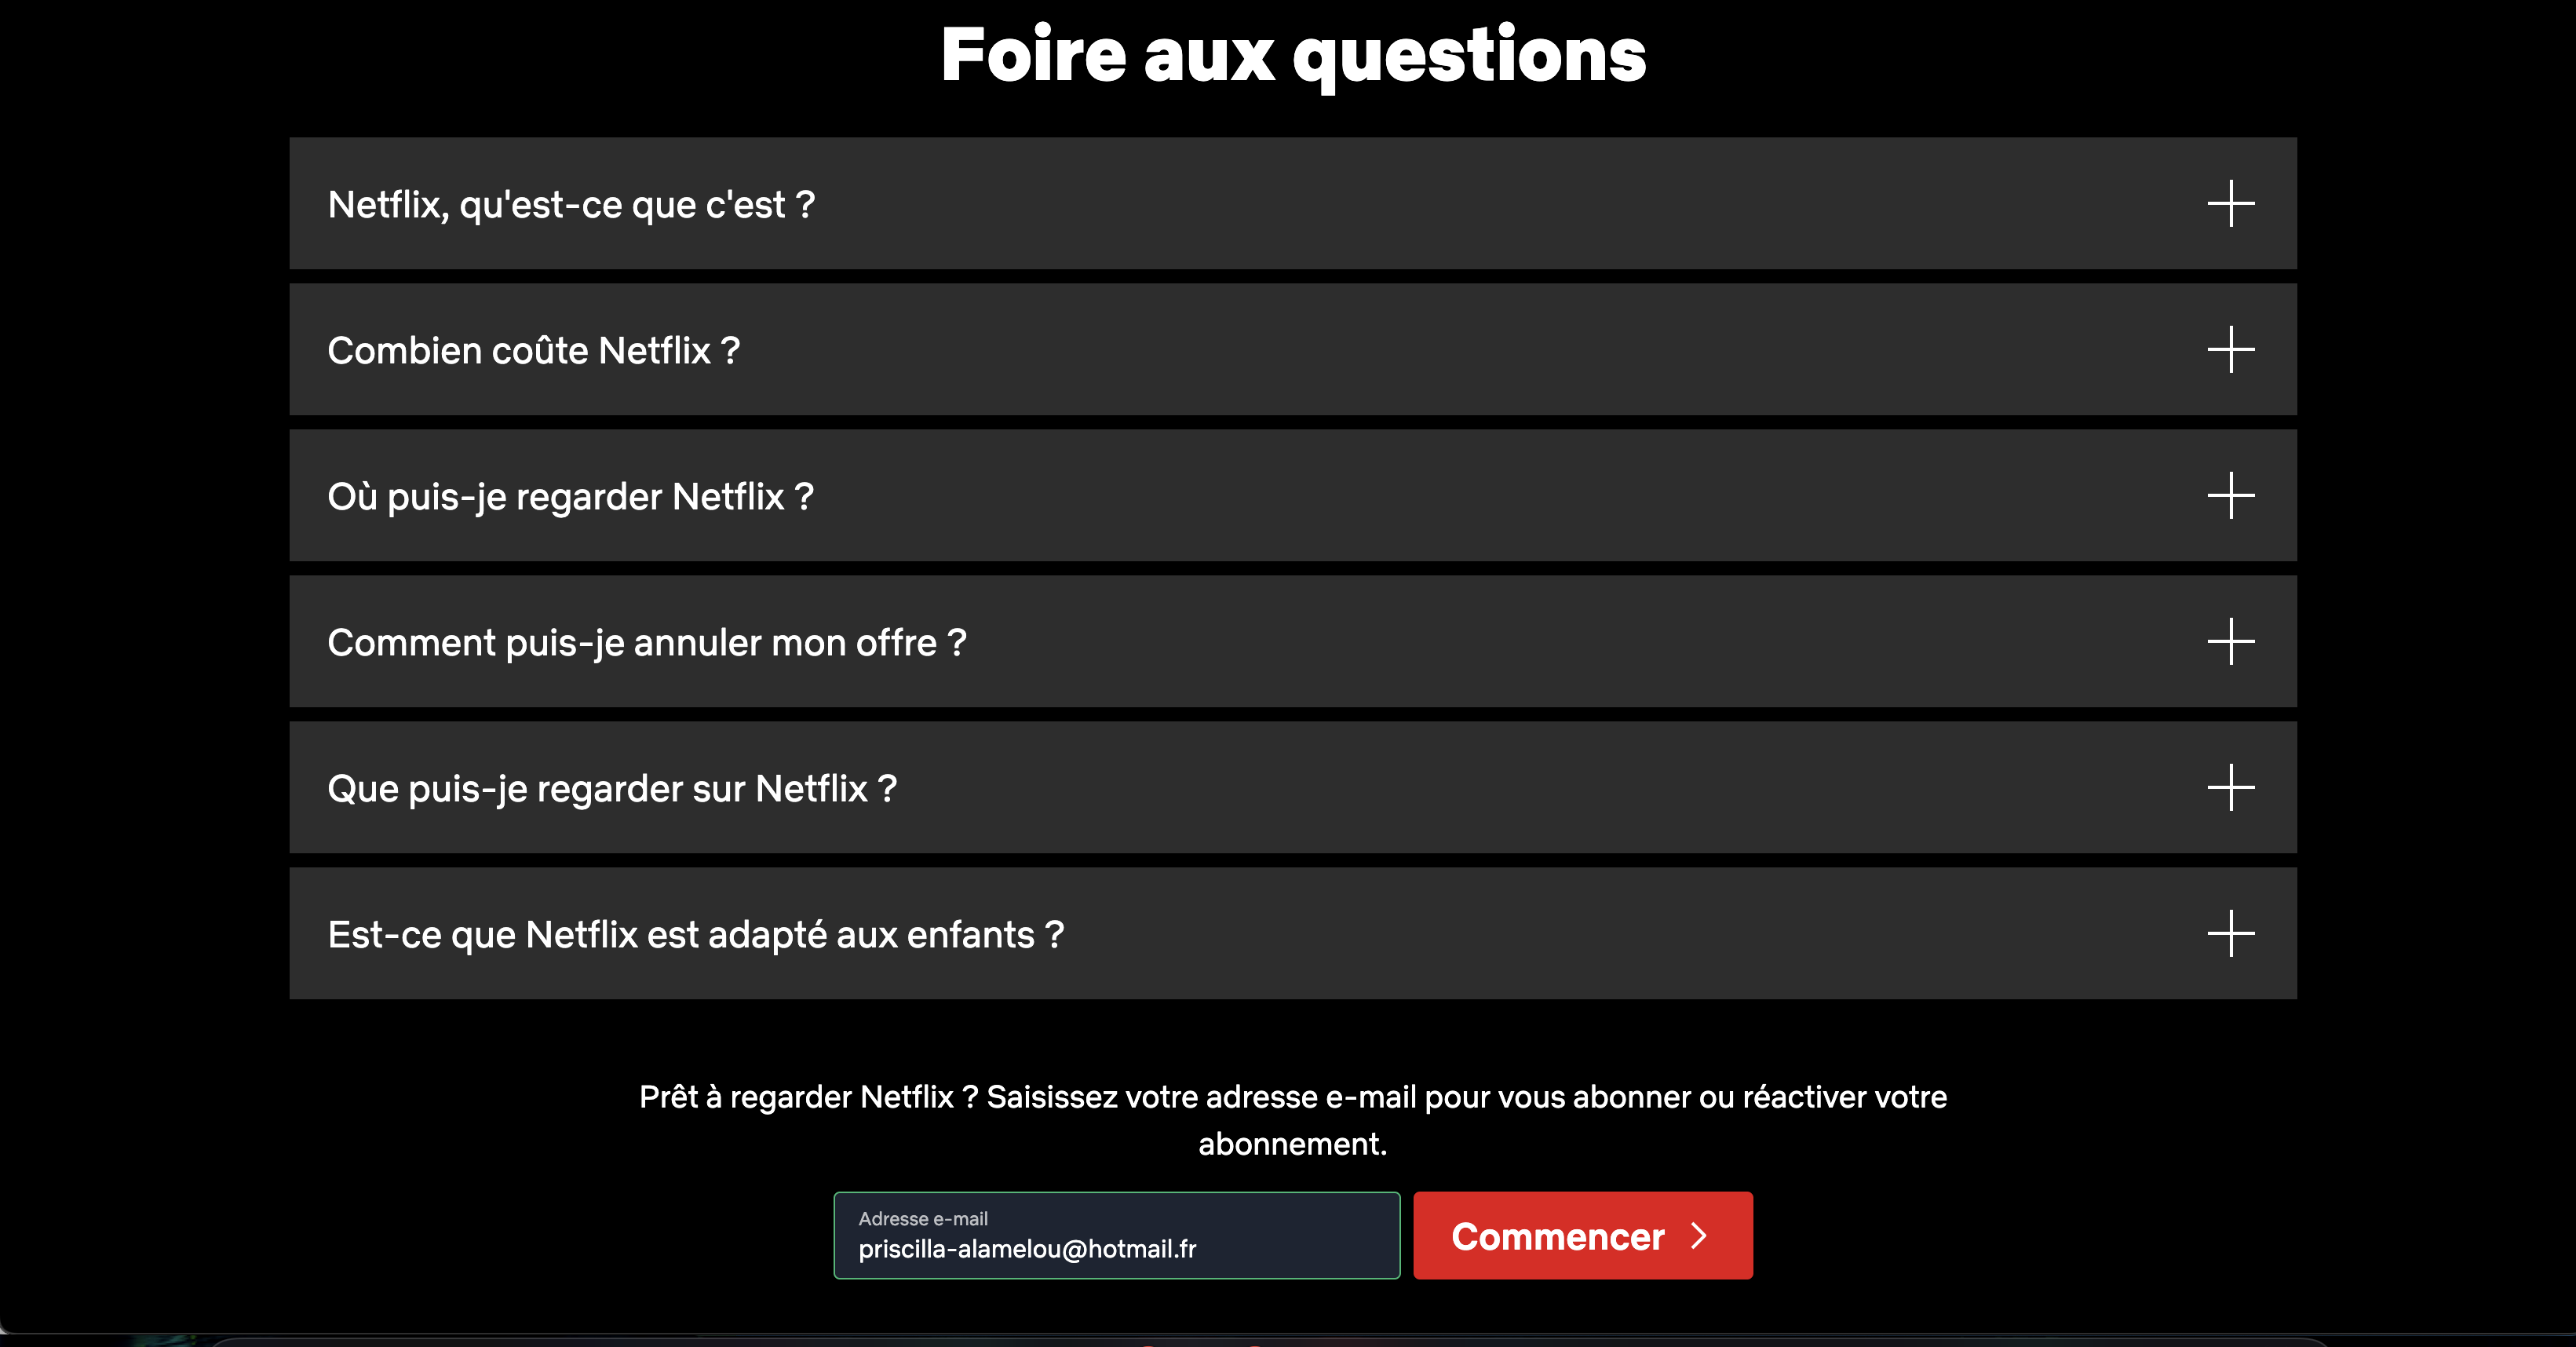 Foire aux questions
Netflix, qu'est-ce que c'est ?
Combien coûte Netflix ?
Où puis-je regarder Netflix ?
Comment puis-je annuler mon offre ?
Que puis-je regarder sur Netflix ?
Est-ce que Netflix est adapté aux enfants ?
Prêt à regarder Netflix ? Saisissez votre adresse e-mail pour vous abonner ou réactiver votre
abonnement.
Adresse e-mail
priscilla-alamelou@hotmail.fr
Commencer